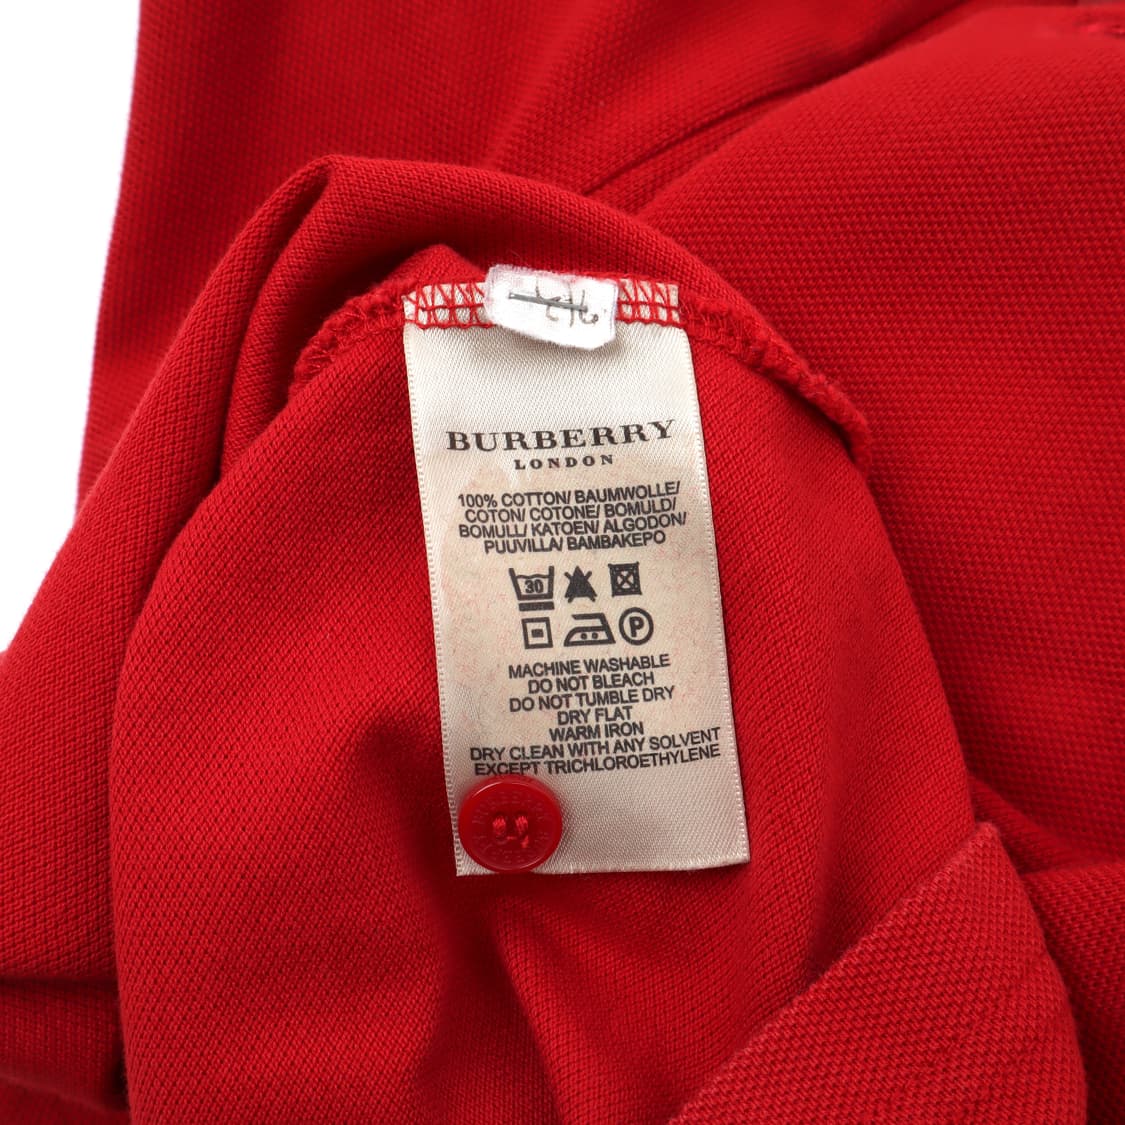 BURBERRY
LONDON
100% COTTON/ BAUMWOLLE/
COTON/ COTONE/ BOMULD/
BOMULL/ KATOEN/ ALGODON/
PUUVILLA/ BAMBAKEPO
30
P
MACHINE WASHABLE
DO NOT BLEACH
DO NOT TUMBLE DRY
DRY FLAT
WARM IRON
DRY CLEAN WITH ANY SOLVENT
EXCEPT TRICHLOROETHYLENE